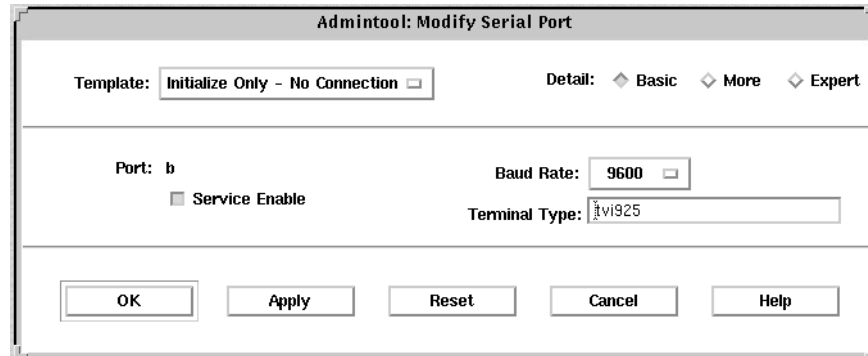 Admintool: Modify Serial Port
Template: Initialize Only - No Connection Detail: Basic More Expert
Port: b Baud Rate: 9600
Service Enable
Terminal Type: tvi925
OK Apply Reset Cancel Help